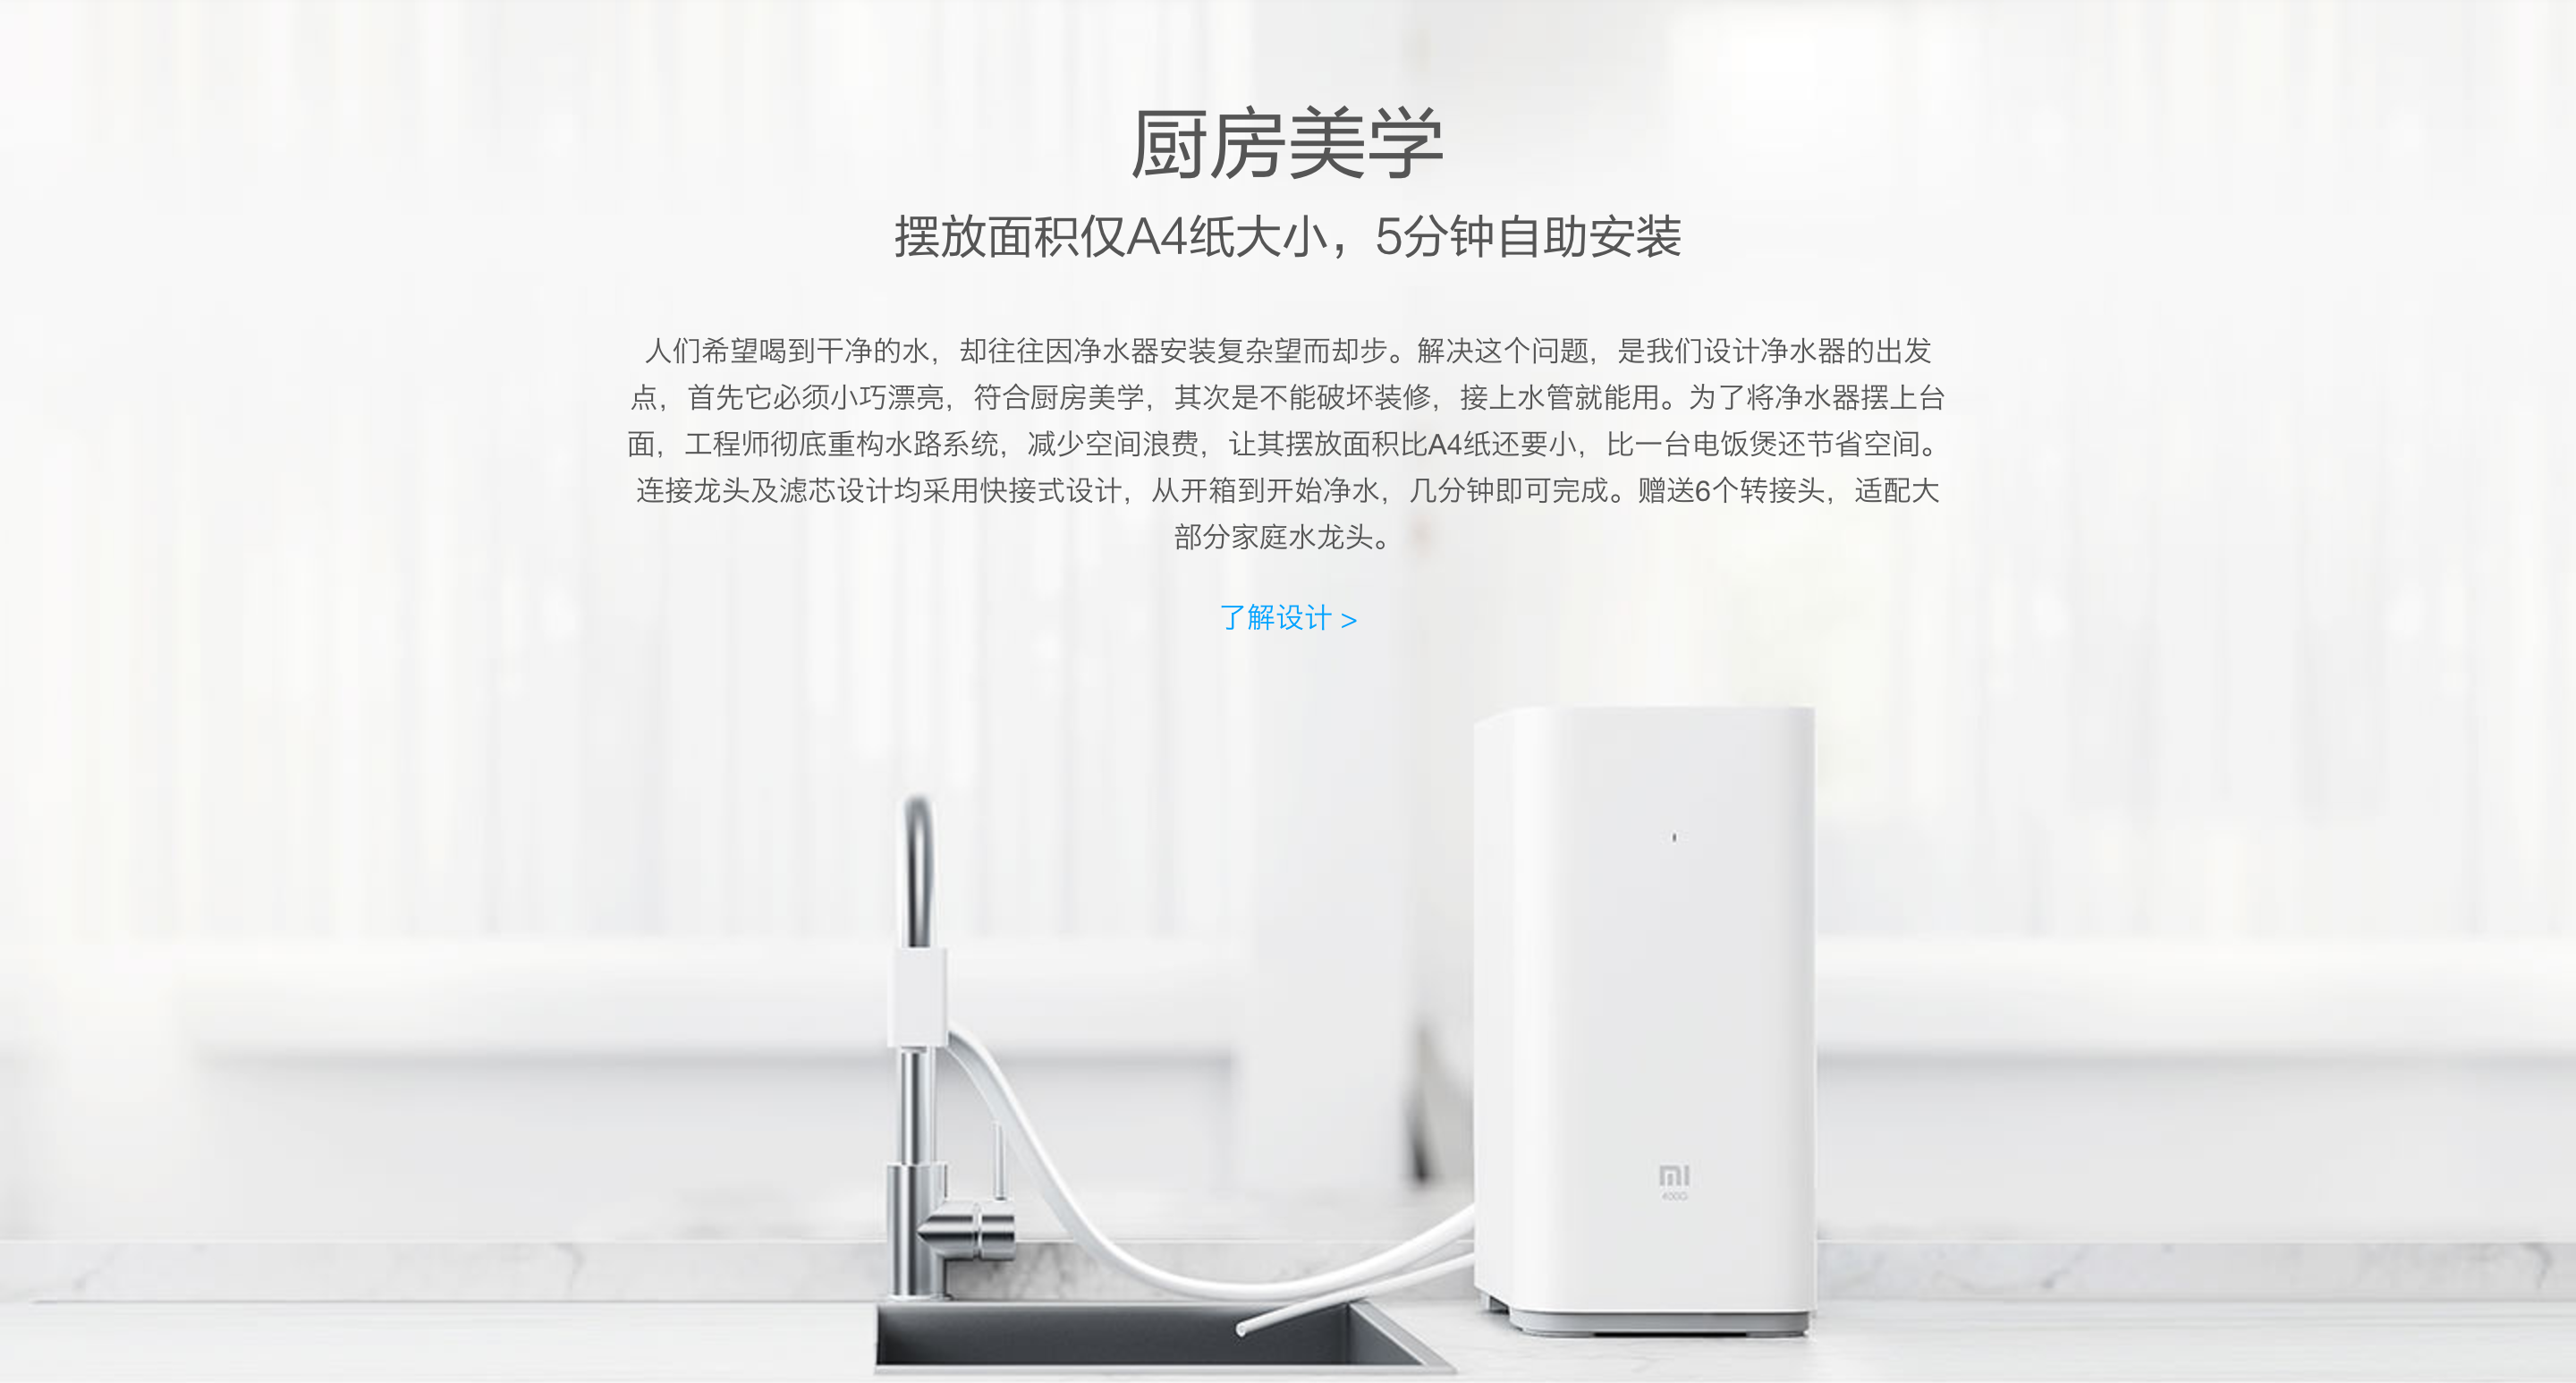 厨房美学
摆放面积仅A4纸大小，5分钟自助安装
人们希望喝到干净的水，却往往因净水器安装复杂望而却步。解决这个问题，是我们设计净水器的出发
点，首先它必须小巧漂亮，符合厨房美学，其次是不能破坏装修，接上水管就能用。为了将净水器摆上台
面，工程师彻底重构水路系统，减少空间浪费，让其摆放面积比A4纸还要小，比一台电饭煲还节省空间。
连接龙头及滤芯设计均采用快接式设计，从开箱到开始净水，几分钟即可完成。赠送6个转接头，适配大
部分家庭水龙头。
了解设计 >
MI
400G